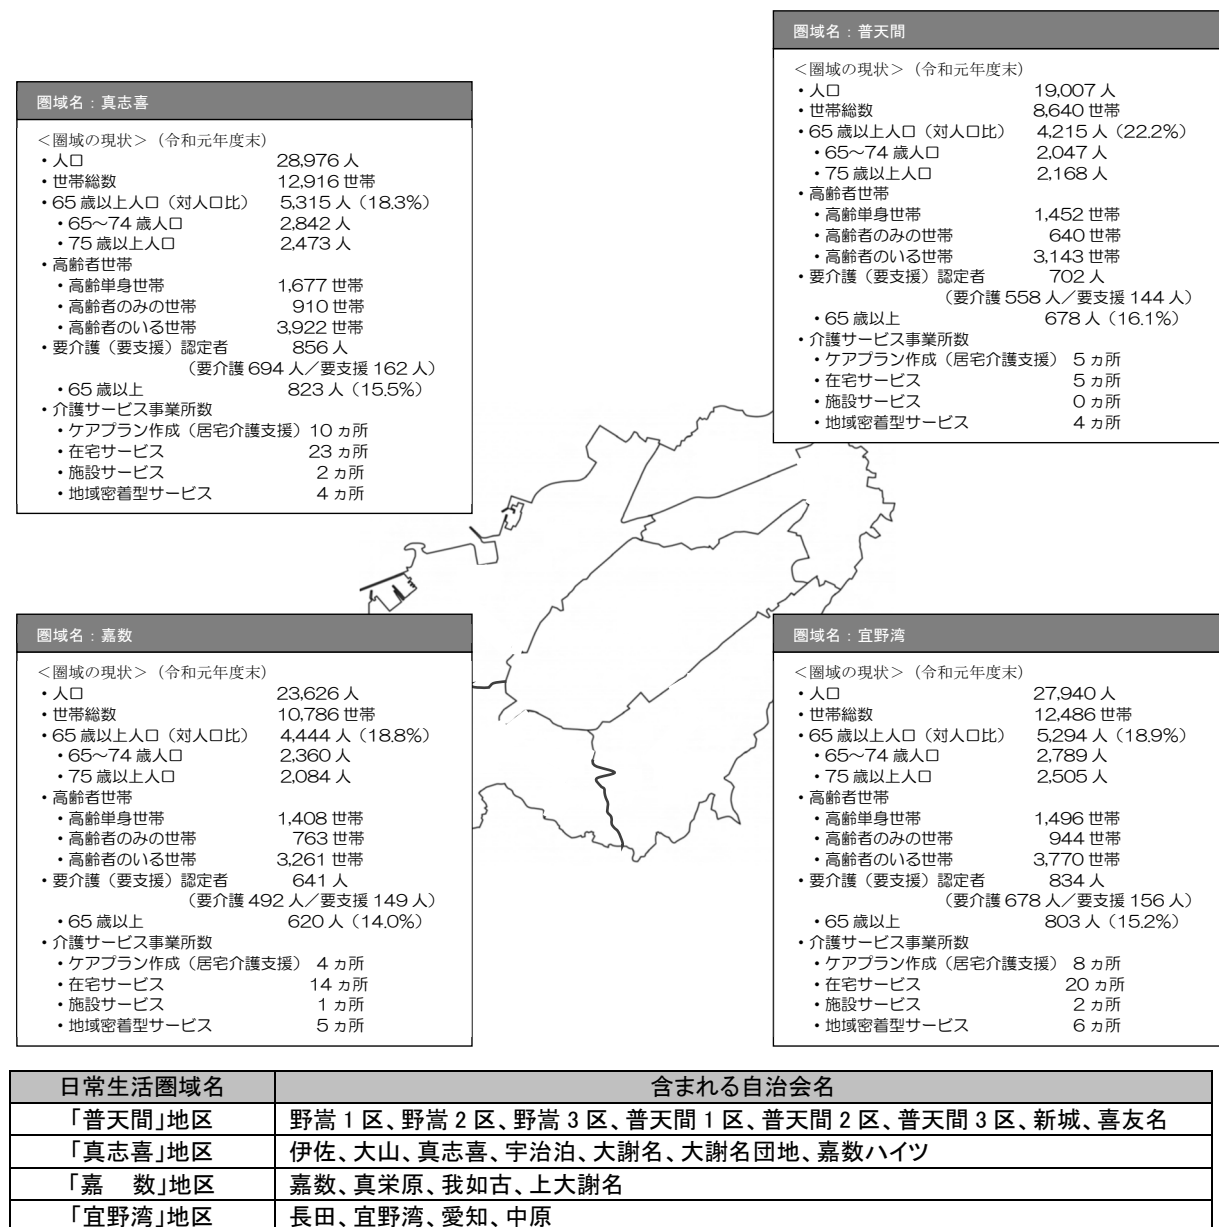 圏域名：普天間
＜圏域の現状＞（令和元年度末）
・人口 19,007 人
・世帯総数 8,640 世帯
・65 歳以上人口（対人口比） 4,215 人（22.2%）
・65～74 歳人口 2,047 人
・75 歳以上人口 2,168 人
・高齢者世帯
・高齢単身世帯 1,452 世帯
・高齢者のみの世帯 640 世帯
・高齢者のいる世帯 3,143 世帯
・要介護（要支援）認定者 702 人
（要介護 558 人／要支援 144 人）
・65 歳以上 678 人（16.1%）
・介護サービス事業所数
・ケアプラン作成（居宅介護支援） 5 ヵ所
・在宅サービス 5 ヵ所
・施設サービス 0 ヵ所
・地域密着型サービス 4 ヵ所
圏域名：真志喜
＜圏域の現状＞（令和元年度末）
・人口 28,976 人
・世帯総数 12,916 世帯
・65 歳以上人口（対人口比） 5,315 人（18.3%）
・65～74 歳人口 2,842 人
・75 歳以上人口 2,473 人
・高齢者世帯
・高齢単身世帯 1,677 世帯
・高齢者のみの世帯 910 世帯
・高齢者のいる世帯 3,922 世帯
・要介護（要支援）認定者 856 人
（要介護 694 人／要支援 162 人）
・65 歳以上 823 人（15.5%）
・介護サービス事業所数
・ケアプラン作成（居宅介護支援）10 ヵ所
・在宅サービス 23 ヵ所
・施設サービス 2 ヵ所
・地域密着型サービス 4 ヵ所
圏域名：嘉数
＜圏域の現状＞（令和元年度末）
・人口 23,626 人
・世帯総数 10,786 世帯
・65 歳以上人口（対人口比） 4,444 人（18.8%）
・65～74 歳人口 2,360 人
・75 歳以上人口 2,084 人
・高齢者世帯
・高齢単身世帯 1,408 世帯
・高齢者のみの世帯 763 世帯
・高齢者のいる世帯 3,261 世帯
・要介護（要支援）認定者 641 人
（要介護 492 人／要支援 149 人）
・65 歳以上 620 人（14.0%）
・介護サービス事業所数
・ケアプラン作成（居宅介護支援） 4 ヵ所
・在宅サービス 14 ヵ所
・施設サービス 1 ヵ所
・地域密着型サービス 5 ヵ所
圏域名：宜野湾
＜圏域の現状＞（令和元年度末）
・人口 27,940 人
・世帯総数 12,486 世帯
・65 歳以上人口（対人口比） 5,294 人（18.9%）
・65～74 歳人口 2,789 人
・75 歳以上人口 2,505 人
・高齢者世帯
・高齢単身世帯 1,496 世帯
・高齢者のみの世帯 944 世帯
・高齢者のいる世帯 3,770 世帯
・要介護（要支援）認定者 834 人
（要介護 678 人／要支援 156 人）
・65 歳以上 803 人（15.2%）
・介護サービス事業所数
・ケアプラン作成（居宅介護支援） 8 ヵ所
・在宅サービス 20 ヵ所
・施設サービス 2 ヵ所
・地域密着型サービス 6 ヵ所
日常生活圏域名 含まれる自治会名
「普天間」地区 野嵩 1 区、野嵩 2 区、野嵩 3 区、普天間 1 区、普天間 2 区、普天間 3 区、新城、喜友名
「真志喜」地区 伊佐、大山、真志喜、宇治泊、大謝名、大謝名団地、嘉数ハイツ
「嘉　数」地区 嘉数、真栄原、我如古、上大謝名
「宜野湾」地区 長田、宜野湾、愛知、中原